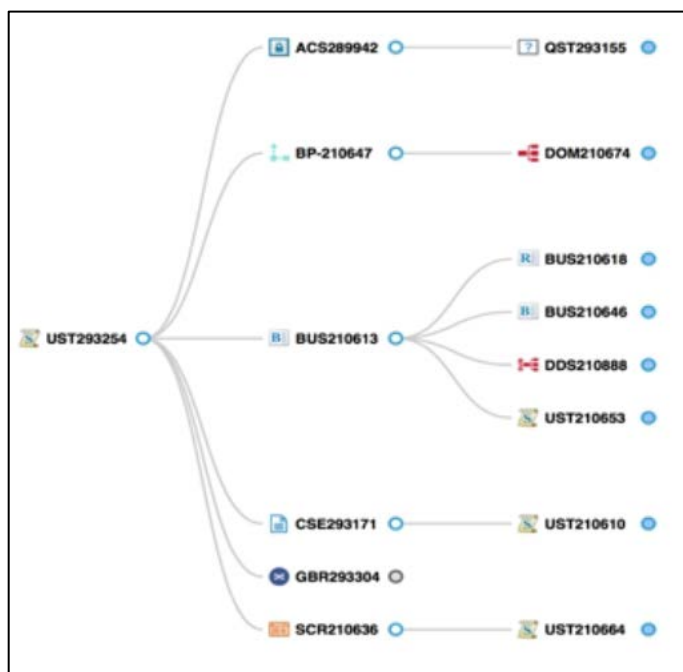 ACS289942 QST293155
BP-210647 DOM210674
BUS210618
BUS210646
UST293254 BUS210613
DDS210888
UST210653
CSE293171 UST210610
GBR293304
SCR210636 UST210664